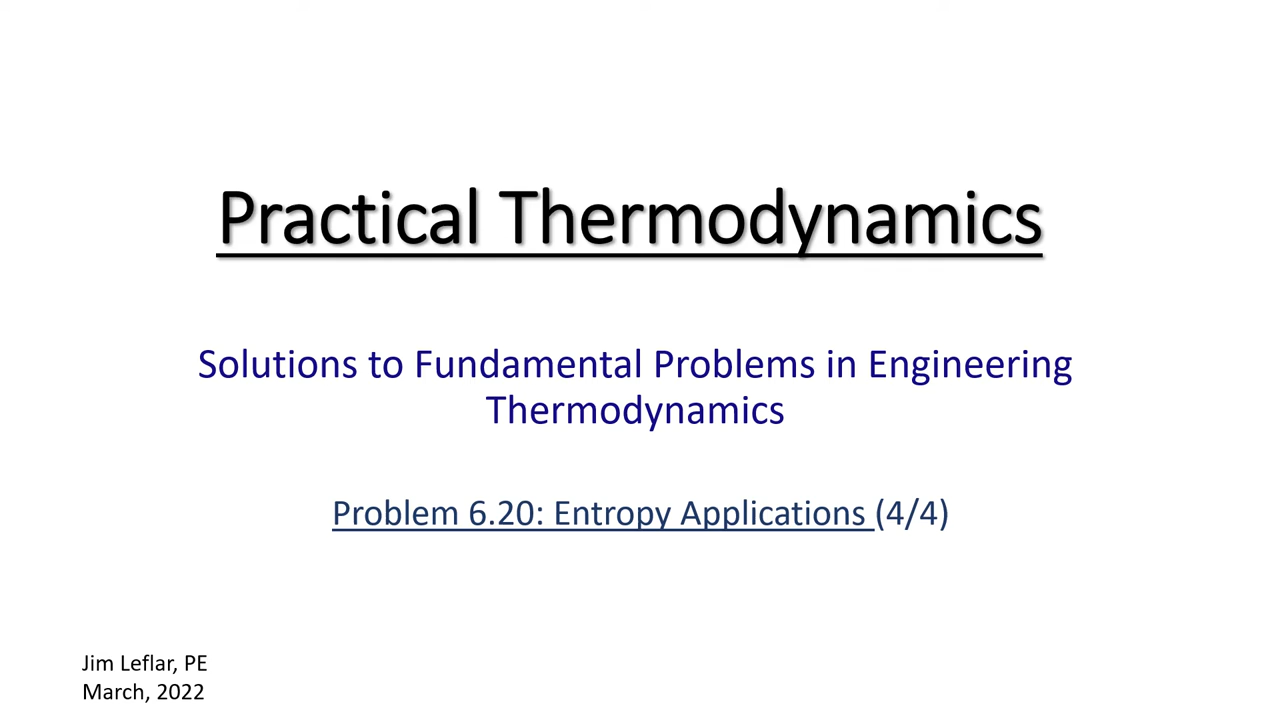 Practical Thermodynamics
Solutions to Fundamental Problems in Engineering
Thermodynamics
Problem 6.20: Entropy Applications (4/4)
Jim Leflar, PE
March, 2022